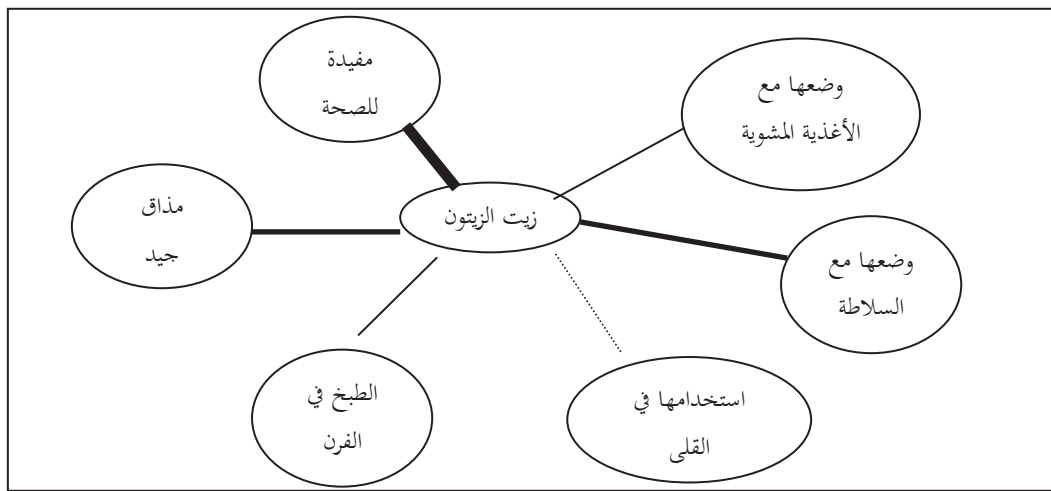 مفيدة
للصحة
وضعها مع
الأغذية المشوية
مذاق
جيد
زيت الزيتون
وضعها مع
السلاطة
الطبخ في
الفرن
استخدامها في
القلى